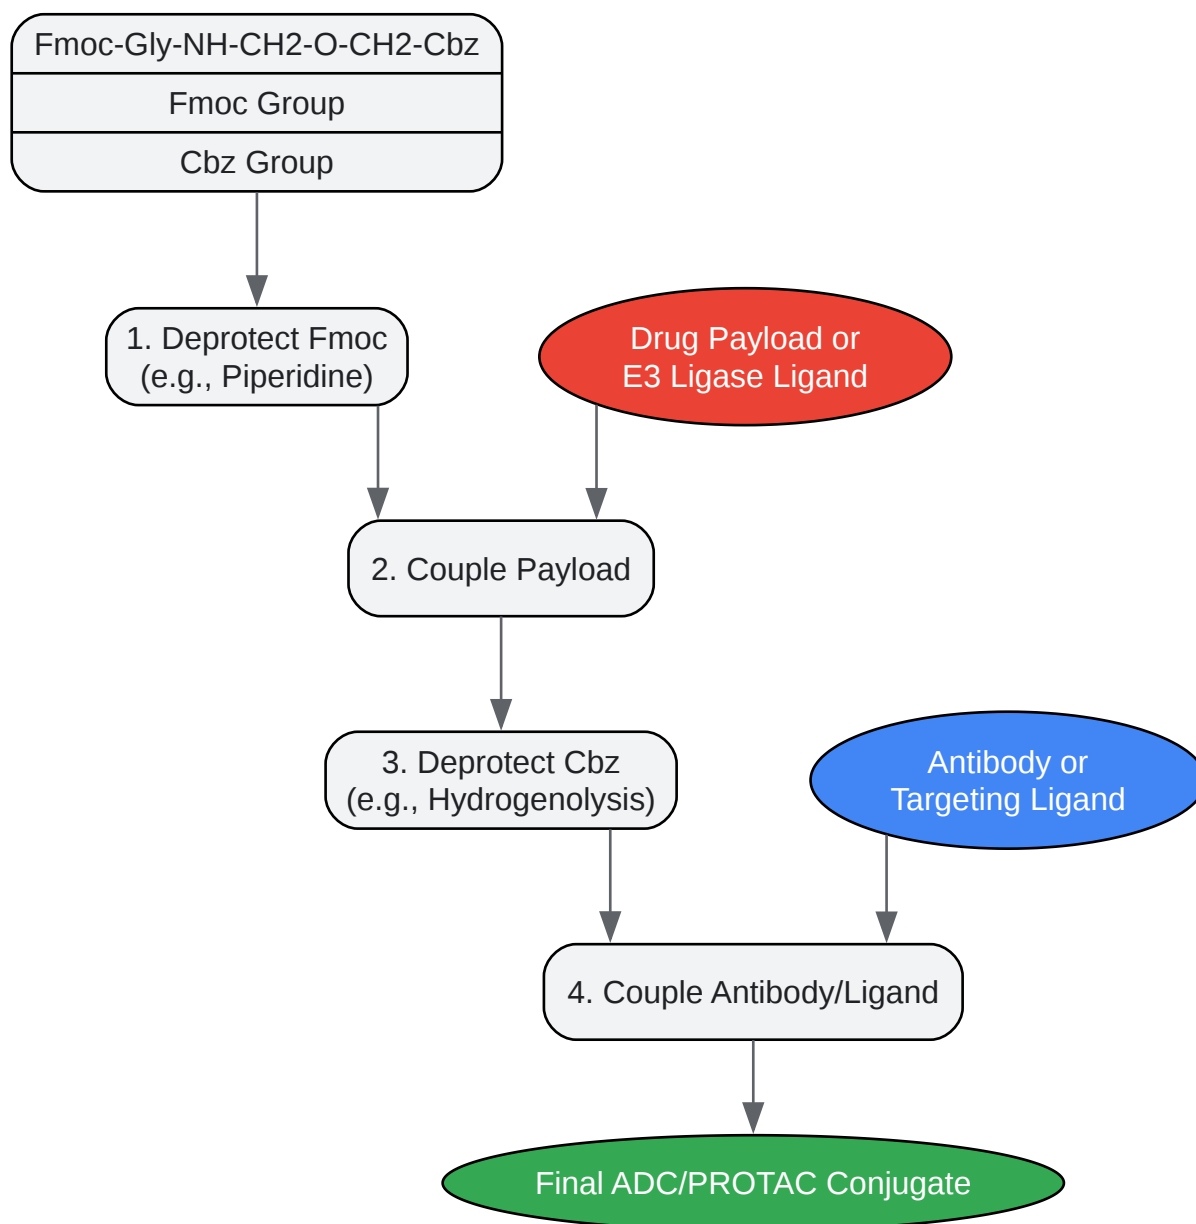 Fmoc-Gly-NH-CH2-O-CH2-Cbz
Fmoc Group
Cbz Group
1. Deprotect Fmoc
(e.g., Piperidine)
Drug Payload or
E3 Ligase Ligand
2. Couple Payload
3. Deprotect Cbz
(e.g., Hydrogenolysis)
Antibody or
Targeting Ligand
4. Couple Antibody/Ligand
Final ADC/PROTAC Conjugate